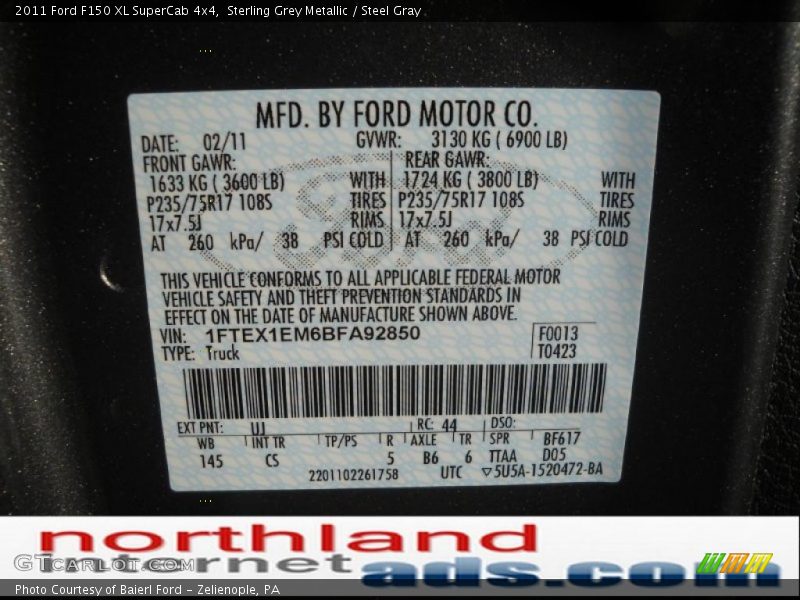 2011 Ford F150 XL SuperCab 4x4, Sterling Grey Metallic / Steel Gray
MFD. BY FORD MOTOR CO.
DATE: 02/11 GVWR: 3130 KG ( 6900 LB)
FRONT GAWR: REAR GAWR:
1633 KG ( 3600 LB) WITH 1724 KG ( 3800 LB) WITH
P235/75R17 108S TIRES P235/75R17 108S TIRES
17x7.5J RIMS 17x7.5J RIMS
AT 260 kPa/ 38 PSI COLD AT 260 kPa/ 38 PSI COLD
THIS VEHICLE CONFORMS TO ALL APPLICABLE FEDERAL MOTOR
VEHICLE SAFETY AND THEFT PREVENTION STANDARDS IN
EFFECT ON THE DATE OF MANUFACTURE SHOWN ABOVE.
VIN: 1FTEX1EM6BFA92850 F0013
TYPE: Truck T0423
EXT PNT: UJ RC: 44 DSO:
WB INT TR TP/PS R AXLE TR SPR BF617
145 CS 5 B6 6 TTAA D05
2201102261758 UTC ▽5U5A-1520472-BA
northland
internet
ads.com
GTCARLOT.COM
Photo Courtesy of Baierl Ford - Zelienople, PA